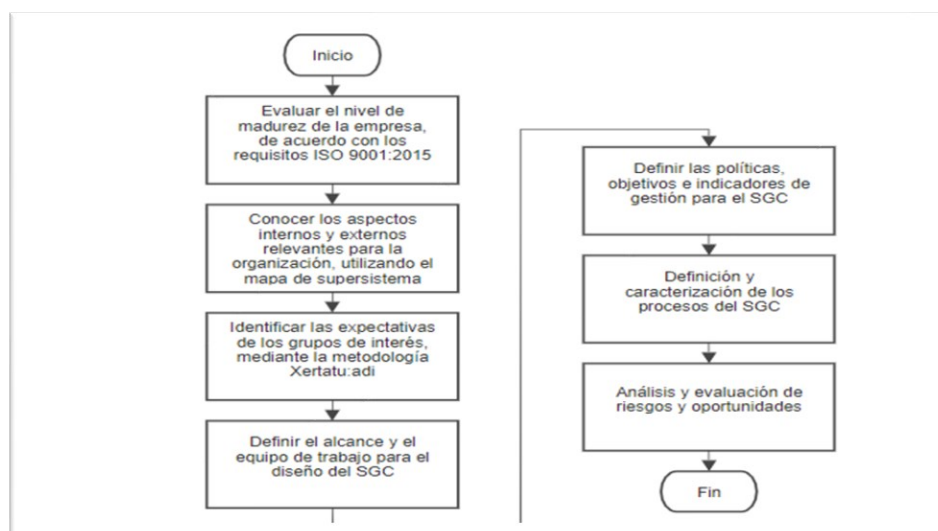 Inicio
Evaluar el nivel de
madurez de la empresa,
de acuerdo con los
requisitos ISO 9001:2015
Conocer los aspectos
internos y externos
relevantes para la
organización, utilizando el
mapa de supersistema
Identificar las expectativas
de los grupos de interés,
mediante la metodología
Xertatu:adi
Definir el alcance y el
equipo de trabajo para el
diseño del SGC
Definir las políticas,
objetivos e indicadores de
gestión para el SGC
Definición y
caracterización de los
procesos del SGC
Análisis y evaluación de
riesgos y oportunidades
Fin